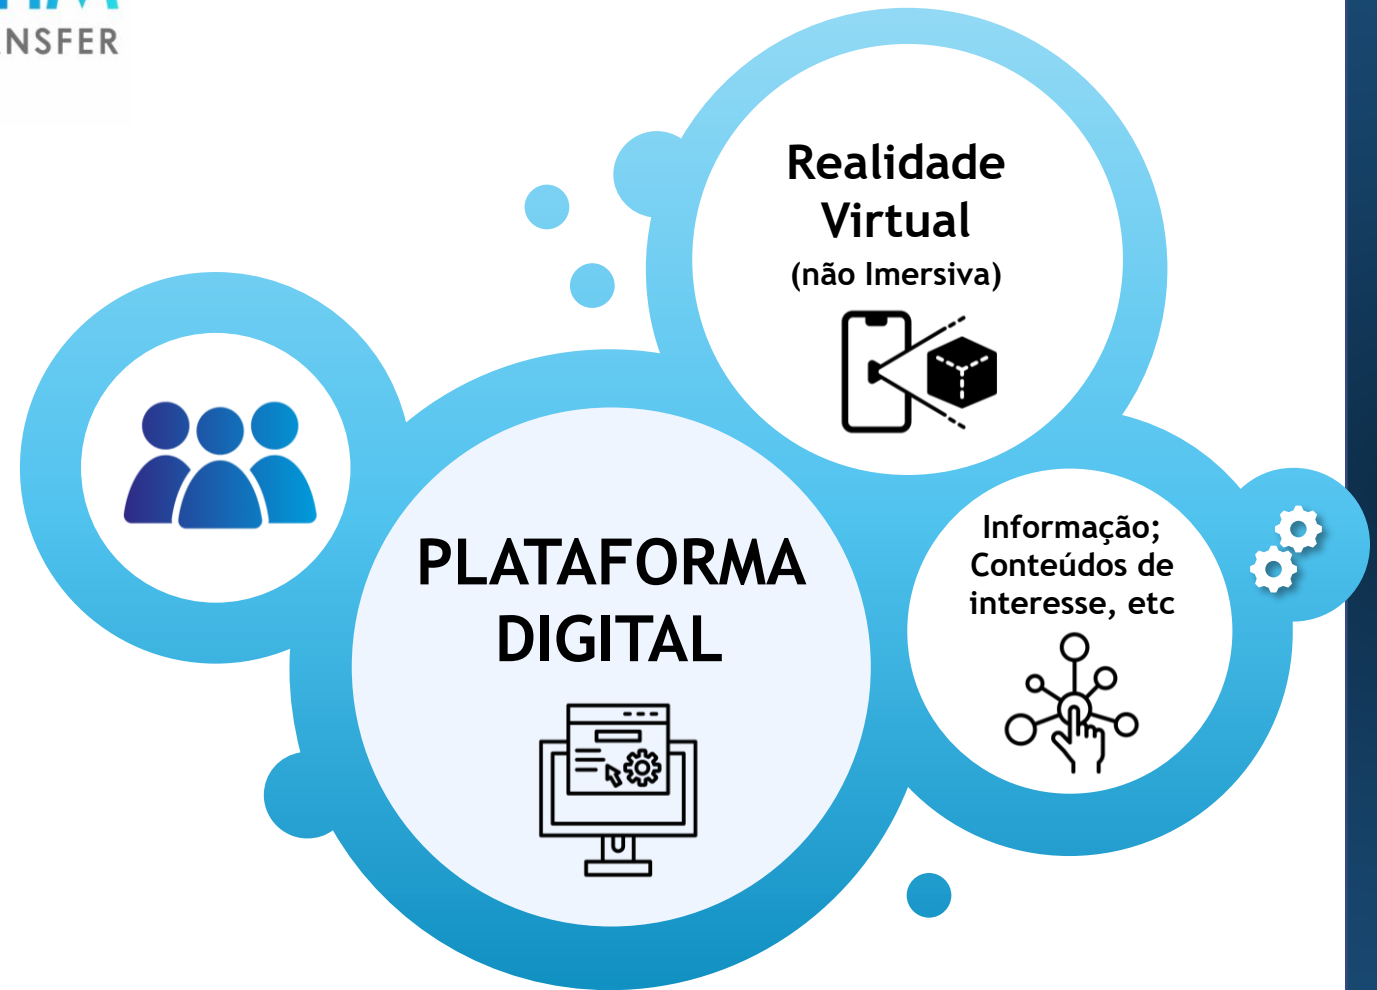 NSFER
Realidade
Virtual
(não Imersiva)
PLATAFORMA
DIGITAL
Informação;
Conteúdos de
interesse, etc